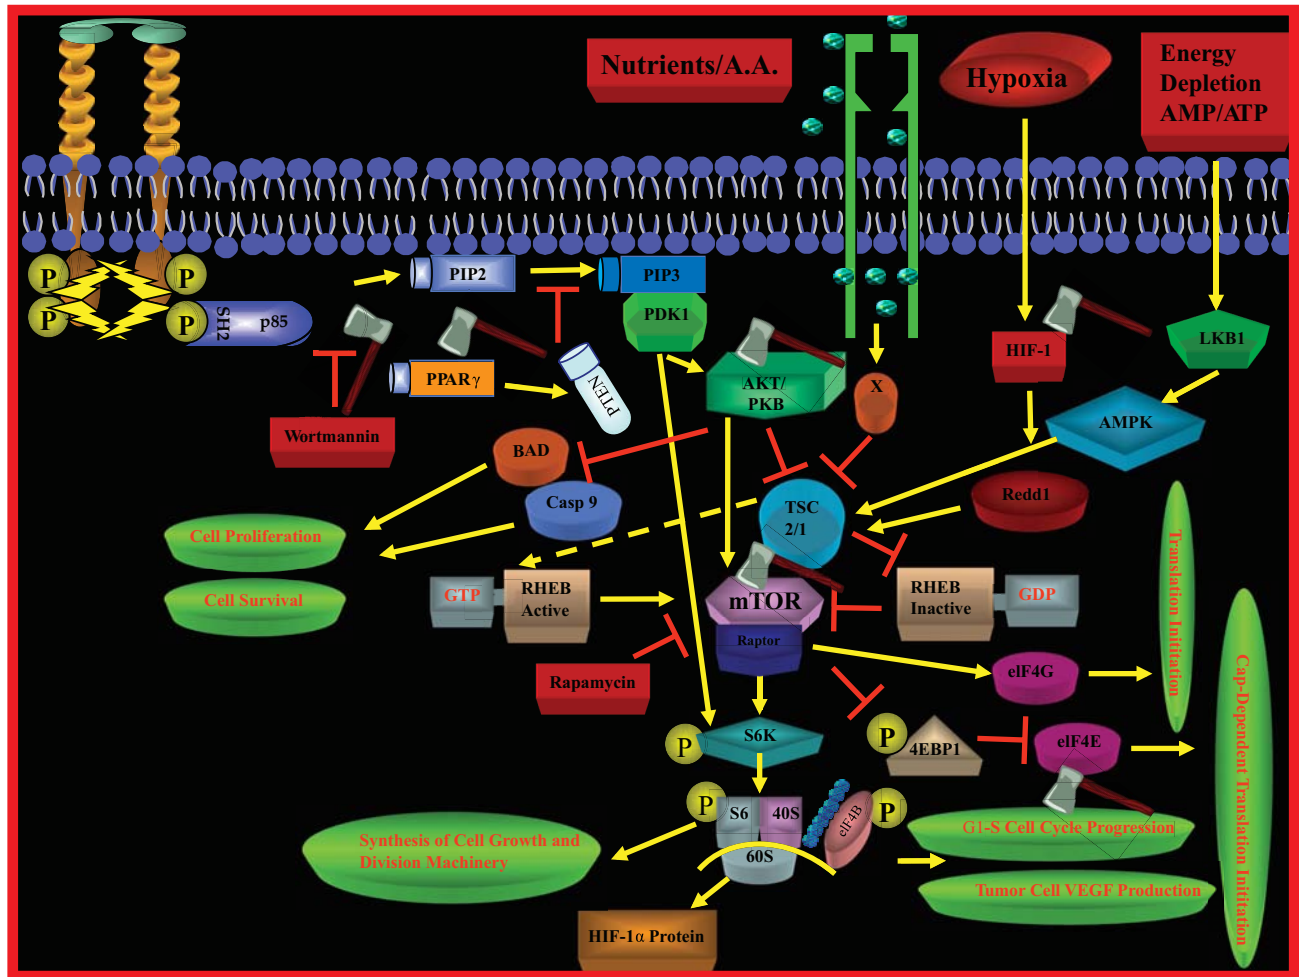 Nutrients/A.A.
Hypoxia
Energy
Depletion
AMP/ATP
P
P
P
P
SH2
p85
PIP2
PIP3
PDK1
PPARγ
PTEN
Wortmannin
AKT/
PKB
X
HIF-1
LKB1
AMPK
BAD
Casp 9
TSC
2/1
Redd1
Cell Proliferation
Cell Survival
GTP
RHEB
Active
mTOR
Raptor
RHEB
Inactive
GDP
Rapamycin
Translation Inititation
Cap-Dependent Translation Inititation
eIF4G
P
S6K
P
4EBP1
eIF4E
P
S6
40S
60S
eIF4B
P
G1-S Cell Cycle Progression
Tumor Cell VEGF Production
Synthesis of Cell Growth and
Division Machinery
HIF-1α Protein